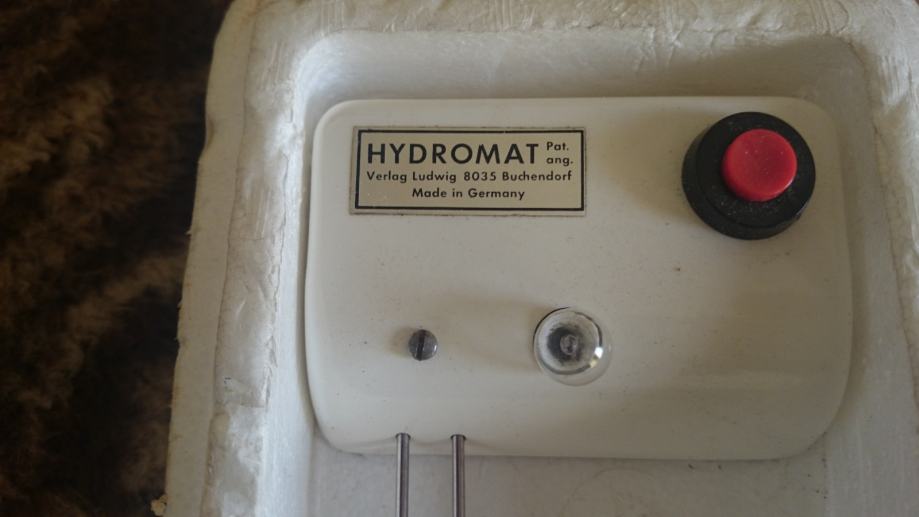 HYDROMAT Pat. ang.
Verlag Ludwig 8035 Buchendorf
Made in Germany